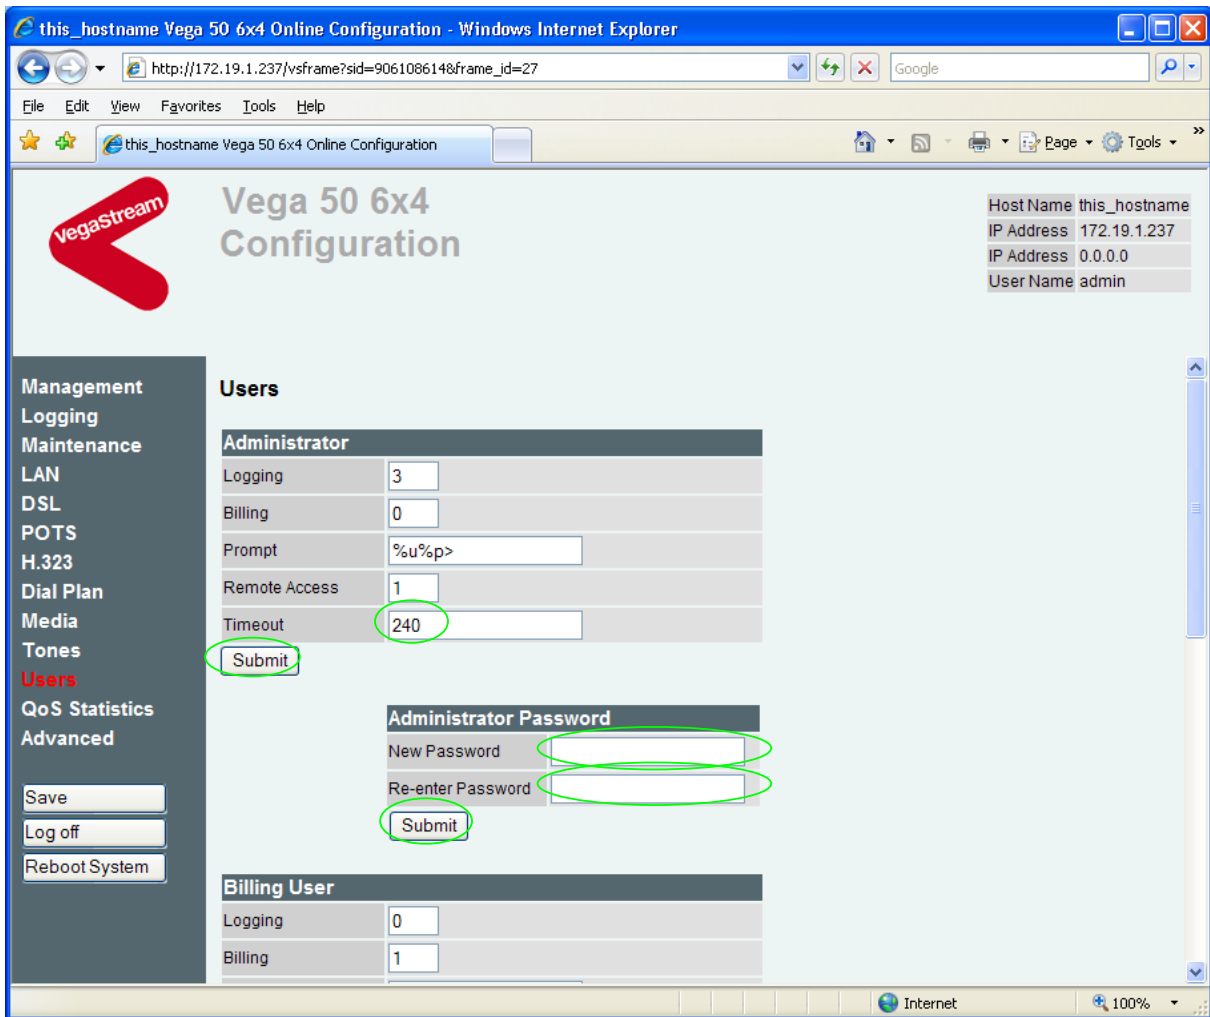 this_hostname Vega 50 6x4 Online Configuration - Windows Internet Explorer
http://172.19.1.237/vsframe?sid=906108614&frame_id=27
Google
File Edit View Favorites Tools Help
this_hostname Vega 50 6x4 Online Configuration
Page Tools »
vegastream
Vega 50 6x4
Configuration
Host Name this_hostname
IP Address 172.19.1.237
IP Address 0.0.0.0
User Name admin
Management
Logging
Maintenance
LAN
DSL
POTS
H.323
Dial Plan
Media
Tones
Users
QoS Statistics
Advanced
Save
Log off
Reboot System
Users
Administrator
Logging 3
Billing 0
Prompt %u%p>
Remote Access 1
Timeout 240
Submit
Administrator Password
New Password
Re-enter Password
Submit
Billing User
Logging 0
Billing 1
Internet 100%